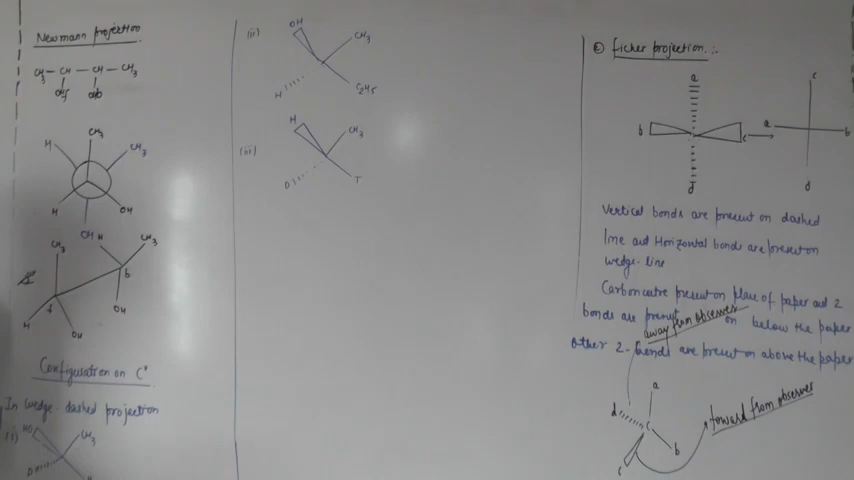 Newmann projection
CH3 - CH - CH - CH3
OH OH
CH3
H CH3
H OH
OH
CH3 H CH3
f b
H OH OH
Configuration on C*
In wedge-dashed projection
(i) HO CH3
D H
(ii) OH CH3
H C2H5
(iii) H CH3
D T
② Ficher projection :-
a c
b c a b
d d
Vertical bonds are present on dashed
line and Horizontal bonds are present on
wedge-line
Carbon centre present on plane of paper and 2
bonds are present on below the paper
away from observer
other 2-bonds are present on above the paper
a
d C b
c
toward from observer